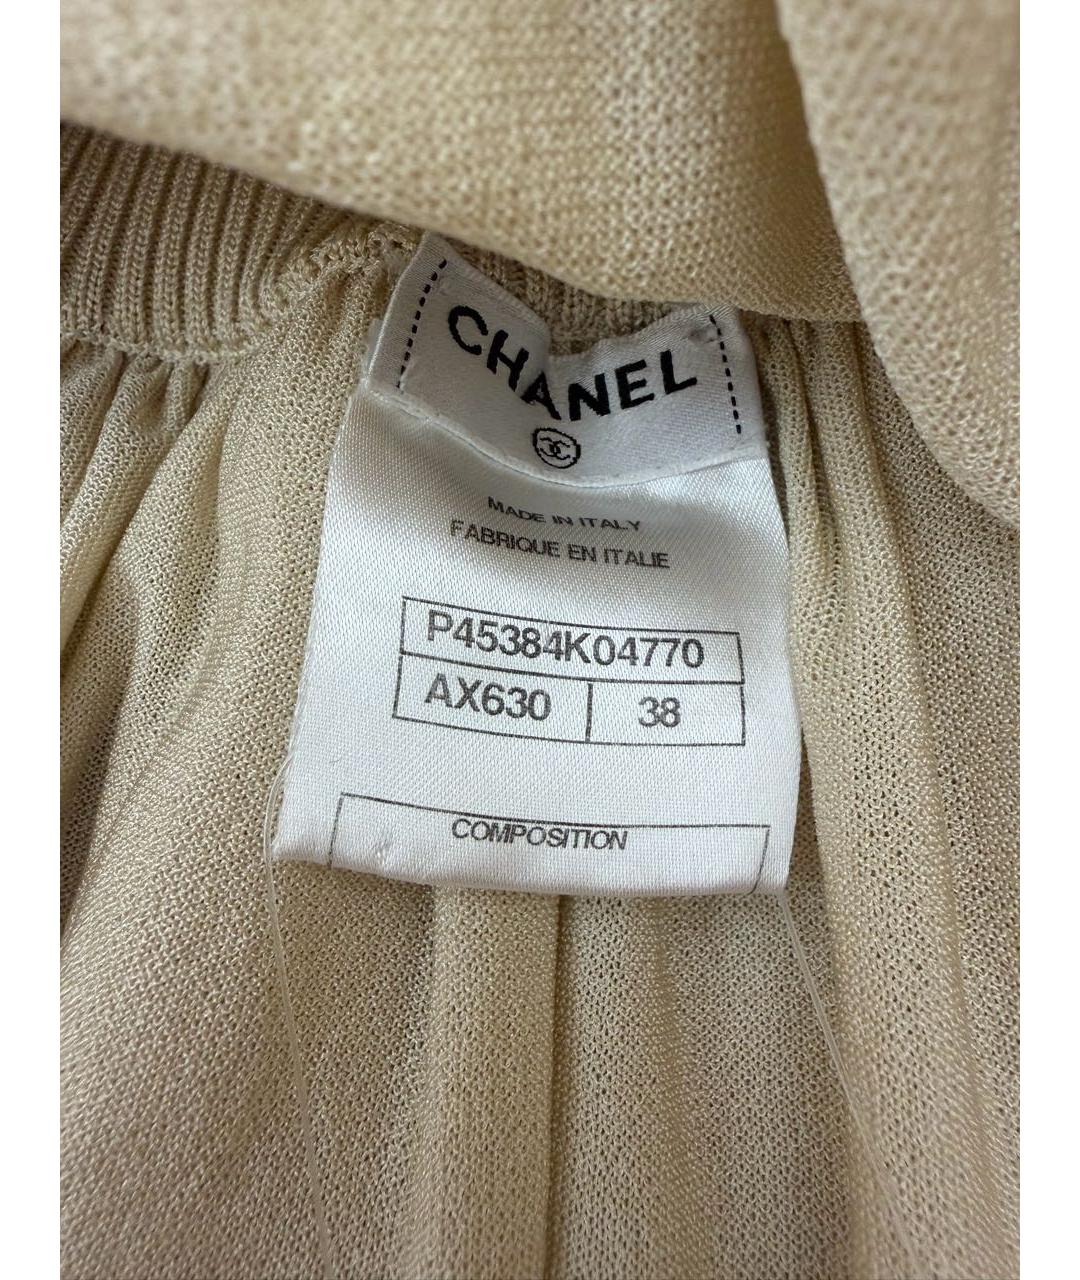 CHANEL
MADE IN ITALY
FABRIQUE EN ITALIE
P45384K04770
AX630 38
COMPOSITION